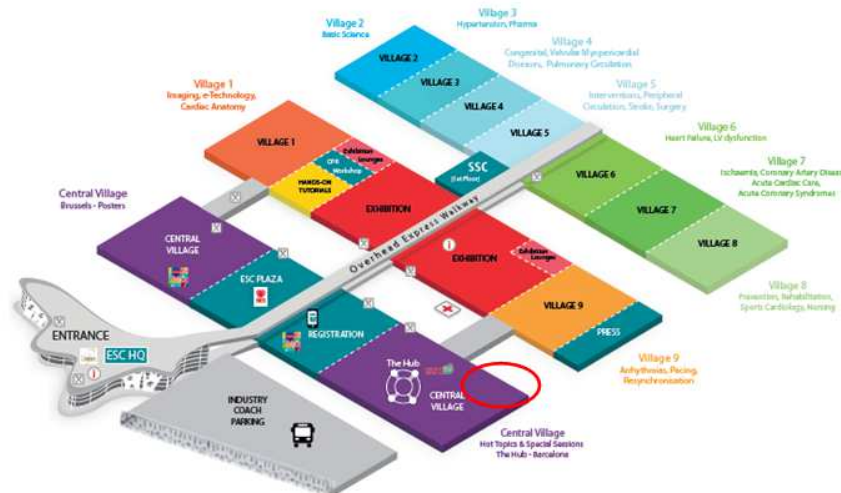 Village 3
Hypertension, Pharma
Village 2
Basic Science
Village 4
Congenital, Valvular Myopericardial
Diseases, Pulmonary Circulation
VILLAGE 2
Village 5
Interventions, Peripheral
Circulation, Stroke, Surgery
VILLAGE 3
Village 1
Imaging, e-Technology,
Cardiac Anatomy
VILLAGE 4
VILLAGE 5
Village 6
Heart Failure, LV dysfunction
VILLAGE 1
Exhibition
Lounges
CPR
Workshop
Village 7
Ischaemia, Coronary Artery Disease
Acute Cardiac Care,
Acute Coronary Syndromes
SSC
(1st Floor)
HANDS-ON
TUTORIALS
VILLAGE 6
Central Village
Brussels - Posters
EXHIBITION
VILLAGE 7
Overhead Express Walkway
VILLAGE 8
CENTRAL
VILLAGE
EXHIBITION
Exhibition
Lounges
ESC PLAZA
Village 8
Prevention, Rehabilitation,
Sports Cardiology, Nursing
VILLAGE 9
REGISTRATION
PRESS
ENTRANCE
ESC HQ
The Hub
Village 9
Arrhythmias, Pacing,
Resynchronisation
CENTRAL
VILLAGE
INDUSTRY
COACH
PARKING
Central Village
Hot Topics & Special Sessions
The Hub - Barcelona